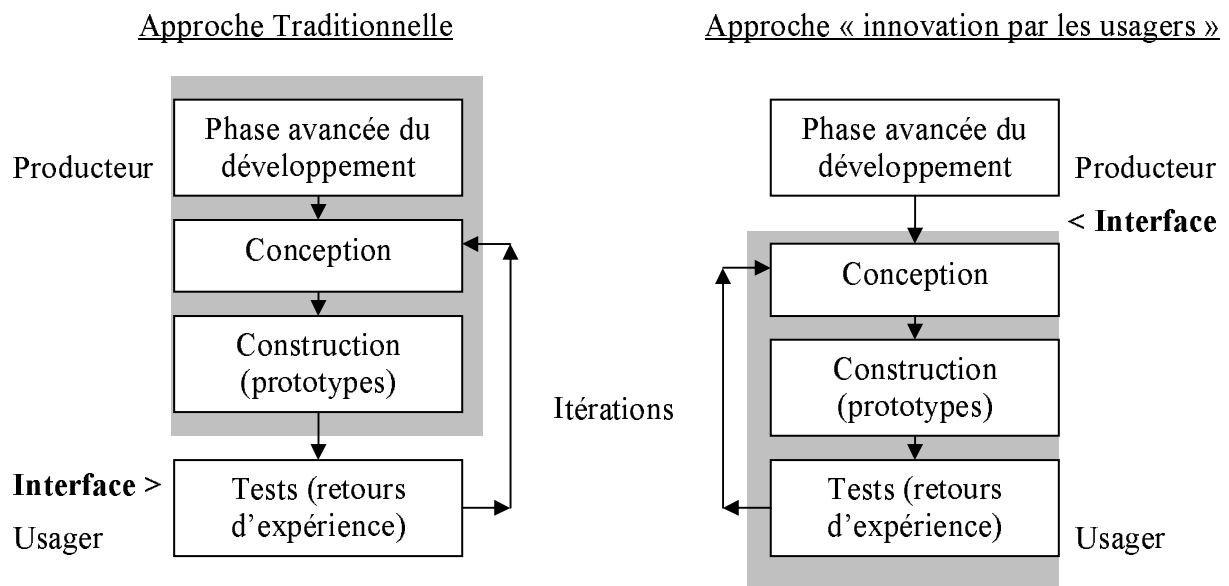 Approche Traditionnelle
Phase avancée du
développement
Producteur
Conception
Construction
(prototypes)
Interface >
Tests (retours
d’expérience)
Usager
Itérations
Approche « innovation par les usagers »
Phase avancée du
développement
Producteur
< Interface
Conception
Construction
(prototypes)
Tests (retours
d’expérience)
Usager